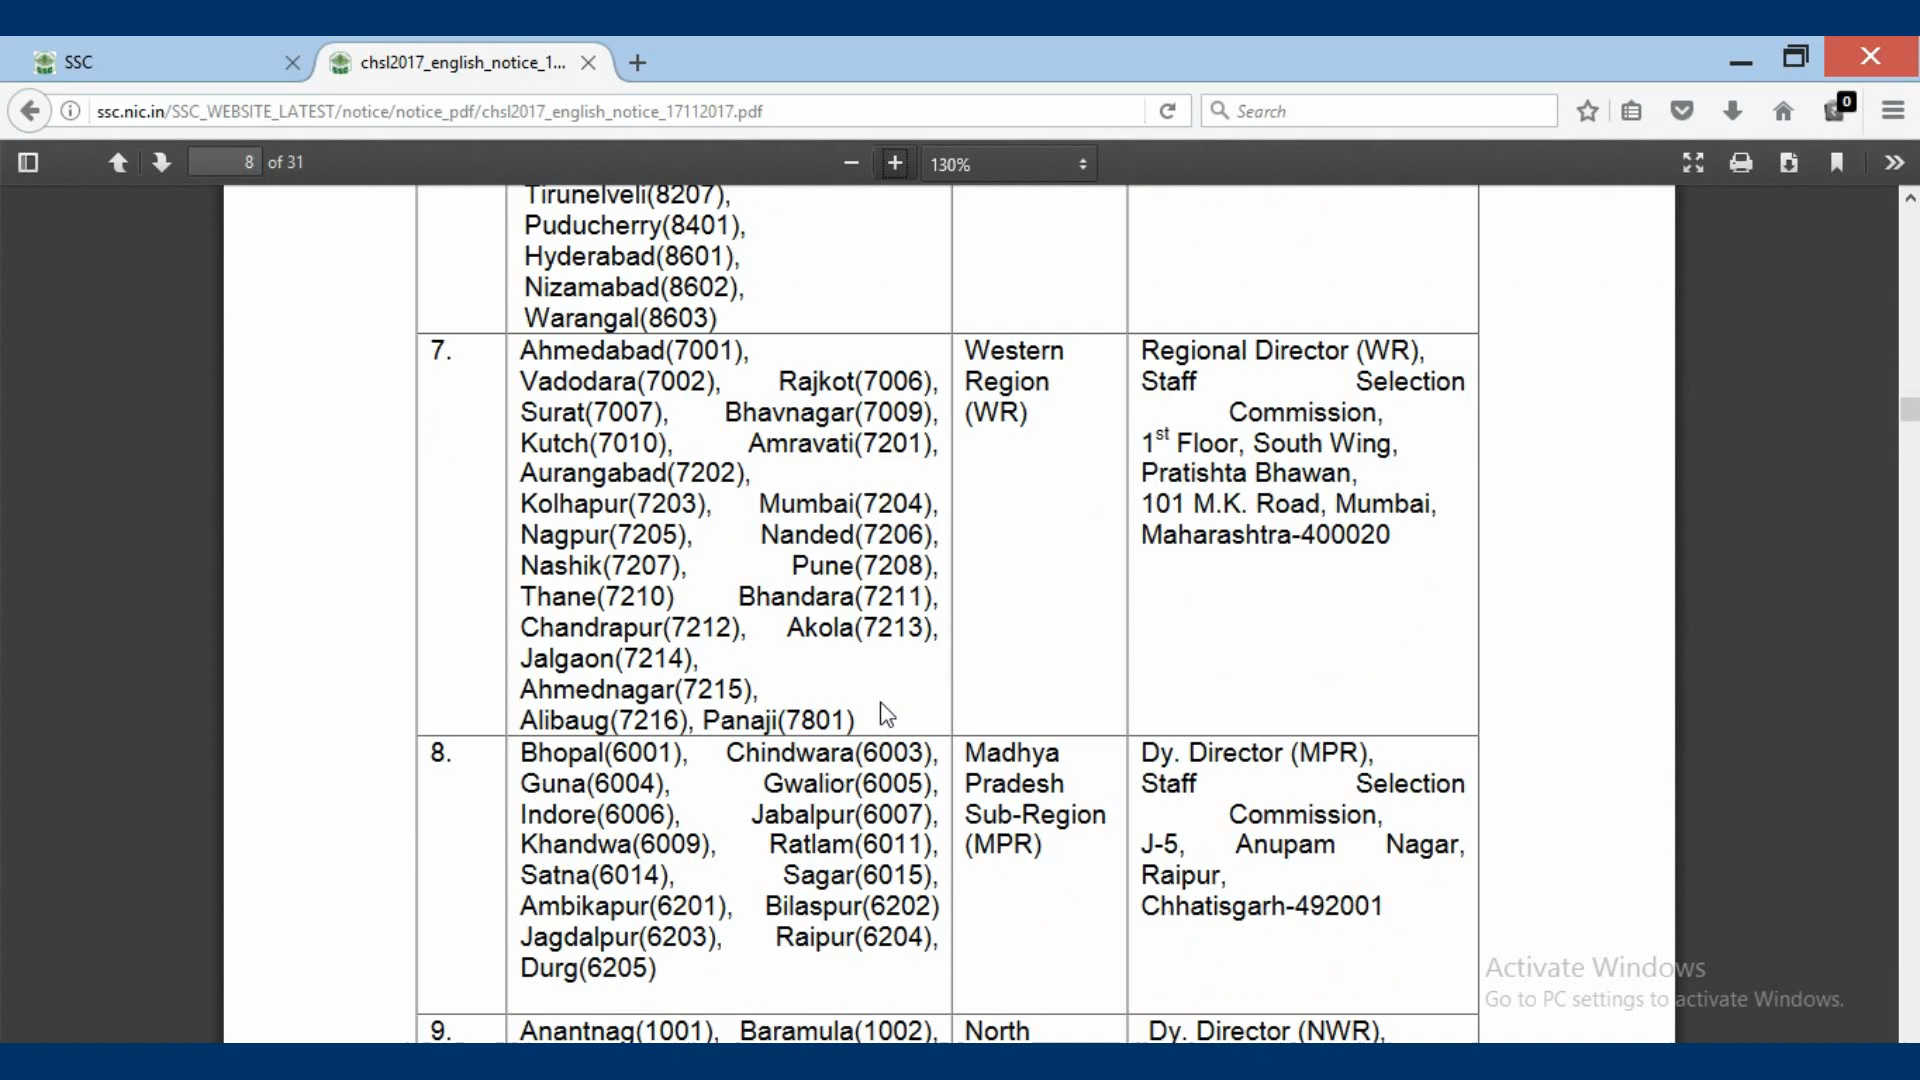 SSC
chsl2017_english_notice_1...
ssc.nic.in/SSC_WEBSITE_LATEST/notice/notice_pdf/chsl2017_english_notice_17112017.pdf
Search
0
8 of 31
130%
Tirunelveli(8207),
Puducherry(8401),
Hyderabad(8601),
Nizamabad(8602),
Warangal(8603)
7.
Ahmedabad(7001),
Vadodara(7002), Rajkot(7006),
Surat(7007), Bhavnagar(7009),
Kutch(7010), Amravati(7201),
Aurangabad(7202),
Kolhapur(7203), Mumbai(7204),
Nagpur(7205), Nanded(7206),
Nashik(7207), Pune(7208),
Thane(7210) Bhandara(7211),
Chandrapur(7212), Akola(7213),
Jalgaon(7214),
Ahmednagar(7215),
Alibaug(7216), Panaji(7801)
Western
Region
(WR)
Regional Director (WR),
Staff Selection
Commission,
1st Floor, South Wing,
Pratishta Bhawan,
101 M.K. Road, Mumbai,
Maharashtra-400020
8.
Bhopal(6001), Chindwara(6003),
Guna(6004), Gwalior(6005),
Indore(6006), Jabalpur(6007),
Khandwa(6009), Ratlam(6011),
Satna(6014), Sagar(6015),
Ambikapur(6201), Bilaspur(6202)
Jagdalpur(6203), Raipur(6204),
Durg(6205)
Madhya
Pradesh
Sub-Region
(MPR)
Dy. Director (MPR),
Staff Selection
Commission,
J-5, Anupam Nagar,
Raipur,
Chhatisgarh-492001
9.
Anantnag(1001), Baramula(1002),
North
Dy. Director (NWR),
Activate Windows
Go to PC settings to activate Windows.